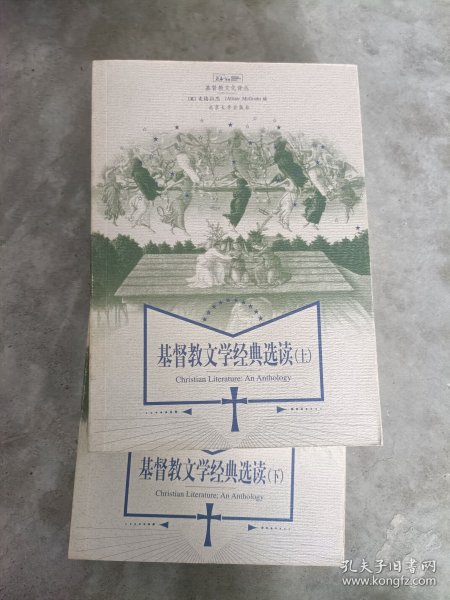 基督教文化译丛
[英]麦格拉思 (Alister McGrath) 编
北京大学出版社
基督教文学经典选读(上)
Christian Literature: An Anthology
基督教文学经典选读(下)
Christian Literature: An Anthology
孔夫子旧书网
www.kongfz.com